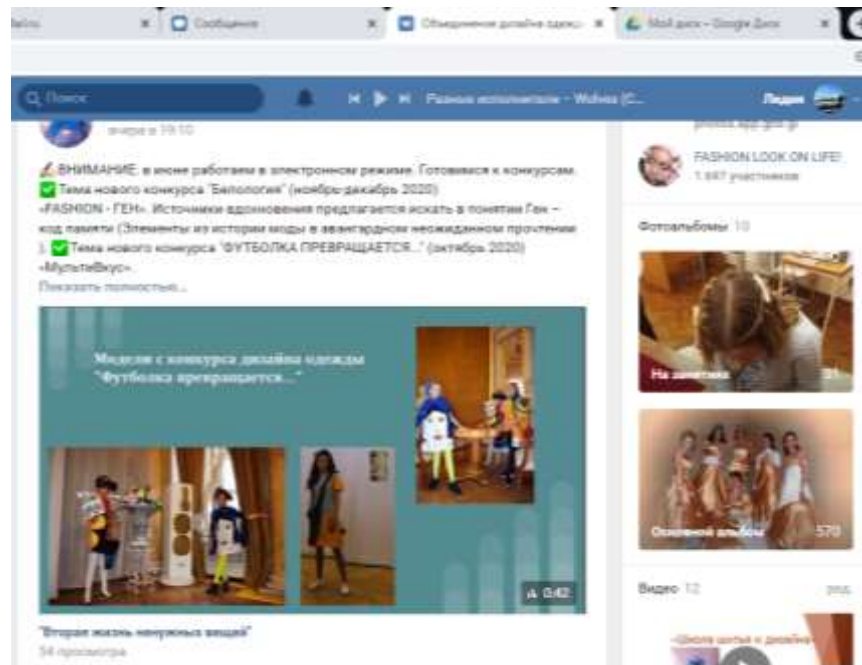 Сообщения
Объединение дизайна одежд
Мой диск – Google Диск
Поиск
Разные исполнители – Wolves (C...
Лидия
вчера в 19:10
ВНИМАНИЕ: в июне работаем в электронном режиме. Готовимся к конкурсам.
✅Тема нового конкурса "Бепология" (ноябрь-декабрь 2020)
«FASHION - ГЕН». Источники вдохновения предлагается искать в понятии Ген –
код памяти (Элементы из истории моды в авангардном неожиданном прочтении
). ✅Тема нового конкурса "ФУТБОЛКА ПРЕВРАЩАЕТСЯ..." (октябрь 2020)
«МультиВкус».
Показать полностью...
Модели с конкурса дизайна одежды
"Футболка превращается..."
0:42
"Вторая жизнь ненужных вещей"
54 просмотра
FASHION LOOK ON LIFE!
1 697 участников
Фотоальбомы 10
На занятиях 31
Основной альбом 570
Видео 12
ред.
«Школа шитья и дизайна»